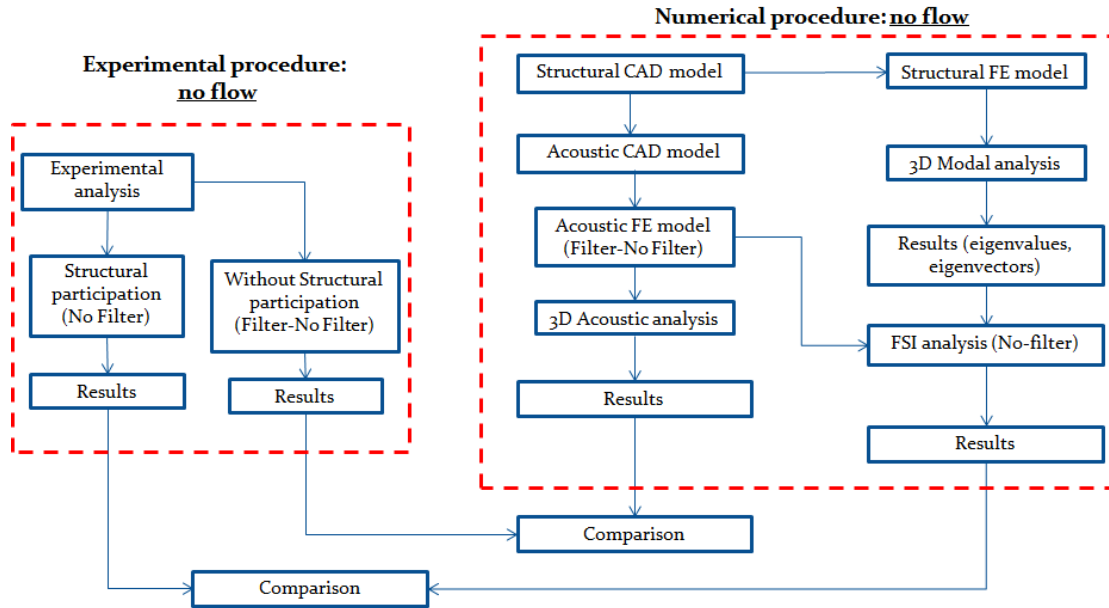 Experimental procedure:
no flow
Experimental
analysis
Structural
participation
(No Filter)
Without Structural
participation
(Filter-No Filter)
Results
Results
Numerical procedure: no flow
Structural CAD model
Structural FE model
Acoustic CAD model
3D Modal analysis
Acoustic FE model
(Filter-No Filter)
Results (eigenvalues,
eigenvectors)
3D Acoustic analysis
FSI analysis (No-filter)
Results
Results
Comparison
Comparison